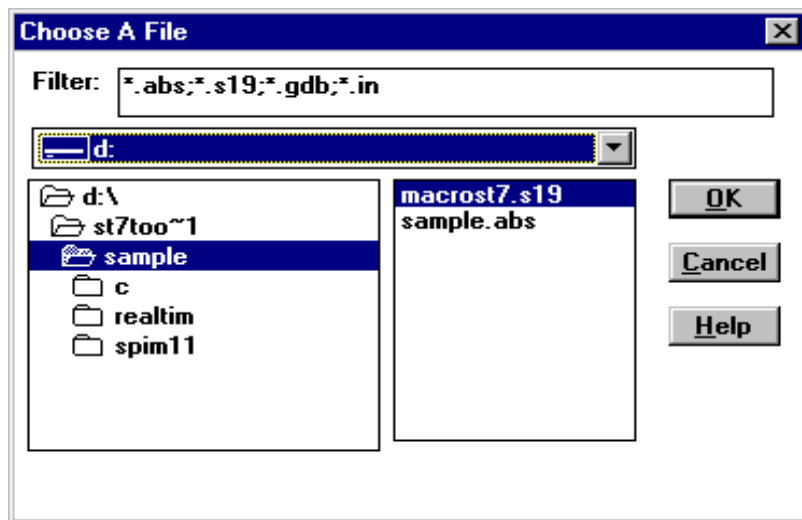 Choose A File
Filter: *.abs;*.s19;*.gdb;*.in
d:
d:\
st7too~1
sample
c
realtim
spim11
macrost7.s19
sample.abs
OK
Cancel
Help